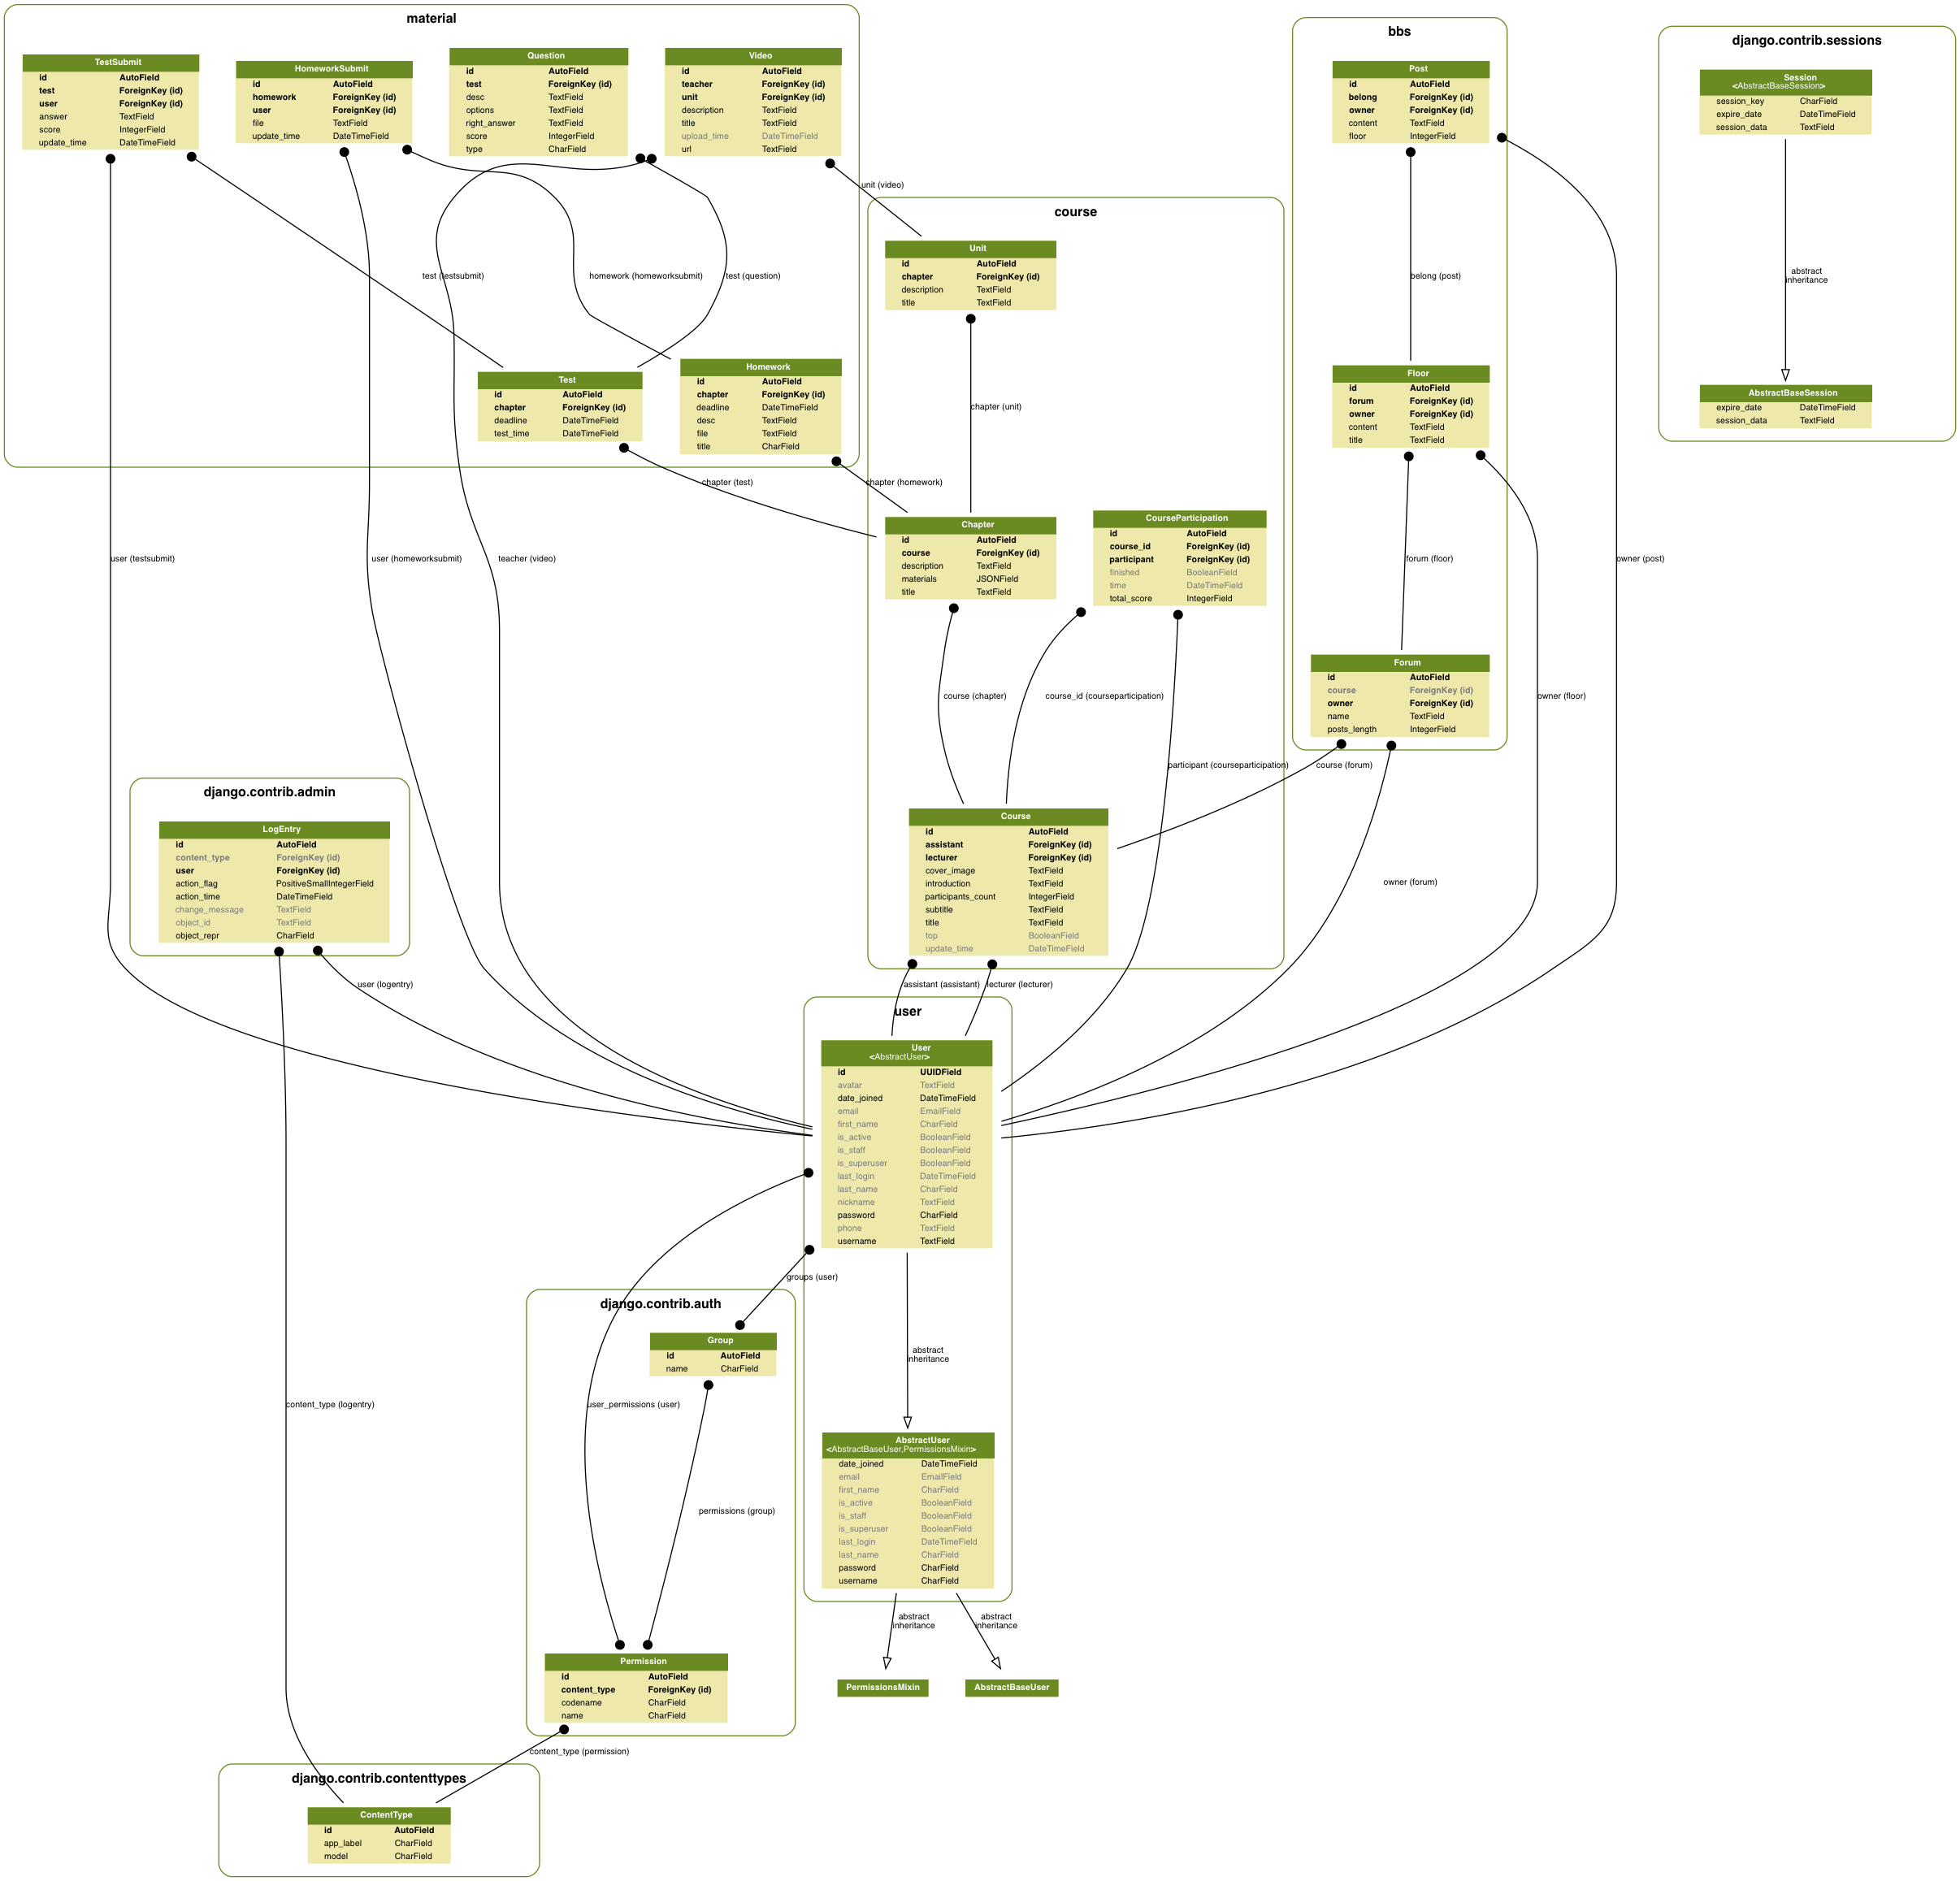 material
TestSubmit
id AutoField
test ForeignKey (id)
user ForeignKey (id)
answer TextField
score IntegerField
update_time DateTimeField
HomeworkSubmit
id AutoField
homework ForeignKey (id)
user ForeignKey (id)
file TextField
update_time DateTimeField
Question
id AutoField
test ForeignKey (id)
desc TextField
options TextField
right_answer TextField
score IntegerField
type CharField
Video
id AutoField
teacher ForeignKey (id)
unit ForeignKey (id)
description TextField
title TextField
upload_time DateTimeField
url TextField
unit (video)
test (testsubmit)
homework (homeworksubmit)
test (question)
Test
id AutoField
chapter ForeignKey (id)
deadline DateTimeField
test_time DateTimeField
Homework
id AutoField
chapter ForeignKey (id)
deadline DateTimeField
desc TextField
file TextField
title CharField
chapter (test)
chapter (homework)
user (testsubmit)
user (homeworksubmit)
teacher (video)
course
Unit
id AutoField
chapter ForeignKey (id)
description TextField
title TextField
chapter (unit)
Chapter
id AutoField
course ForeignKey (id)
description TextField
materials JSONField
title TextField
CourseParticipation
id AutoField
course_id ForeignKey (id)
participant ForeignKey (id)
finished BooleanField
time DateTimeField
total_score IntegerField
course (chapter)
course_id (courseparticipation)
participant (courseparticipation)
Course
id AutoField
assistant ForeignKey (id)
lecturer ForeignKey (id)
cover_image TextField
introduction TextField
participants_count IntegerField
subtitle TextField
title TextField
top BooleanField
update_time DateTimeField
assistant (assistant)
lecturer (lecturer)
bbs
Post
id AutoField
belong ForeignKey (id)
owner ForeignKey (id)
content TextField
floor IntegerField
belong (post)
Floor
id AutoField
forum ForeignKey (id)
owner ForeignKey (id)
content TextField
title TextField
forum (floor)
owner (post)
Forum
id AutoField
course ForeignKey (id)
owner ForeignKey (id)
name TextField
posts_length IntegerField
owner (floor)
course (forum)
owner (forum)
django.contrib.sessions
Session
<AbstractBaseSession>
session_key CharField
expire_date DateTimeField
session_data TextField
abstract
inheritance
AbstractBaseSession
expire_date DateTimeField
session_data TextField
django.contrib.admin
LogEntry
id AutoField
content_type ForeignKey (id)
user ForeignKey (id)
action_flag PositiveSmallIntegerField
action_time DateTimeField
change_message TextField
object_id TextField
object_repr CharField
user (logentry)
content_type (logentry)
user
User
<AbstractUser>
id UUIDField
avatar TextField
date_joined DateTimeField
email EmailField
first_name CharField
is_active BooleanField
is_staff BooleanField
is_superuser BooleanField
last_login DateTimeField
last_name CharField
nickname TextField
password CharField
phone TextField
username TextField
groups (user)
abstract
inheritance
AbstractUser
<AbstractBaseUser,PermissionsMixin>
date_joined DateTimeField
email EmailField
first_name CharField
is_active BooleanField
is_staff BooleanField
is_superuser BooleanField
last_login DateTimeField
last_name CharField
password CharField
username CharField
abstract
inheritance
abstract
inheritance
PermissionsMixin
AbstractBaseUser
django.contrib.auth
Group
id AutoField
name CharField
user_permissions (user)
permissions (group)
Permission
id AutoField
content_type ForeignKey (id)
codename CharField
name CharField
content_type (permission)
django.contrib.contenttypes
ContentType
id AutoField
app_label CharField
model CharField